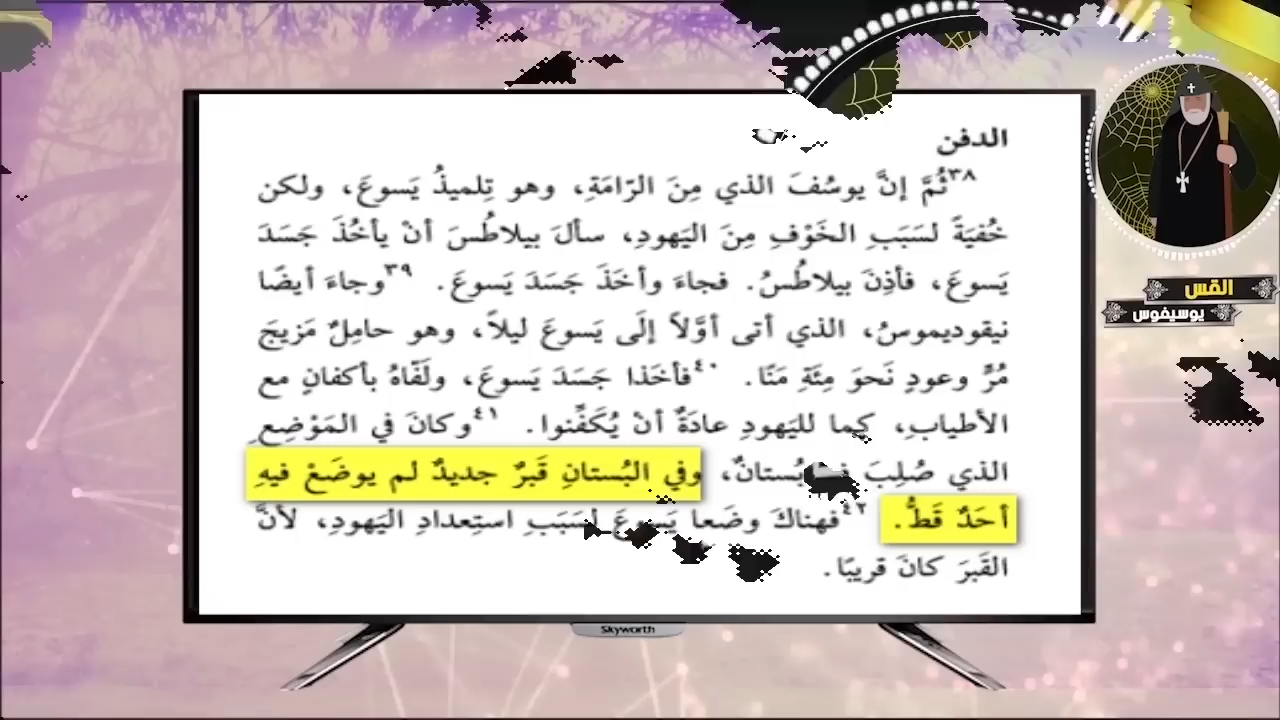 الدفن
٣٨ثُمَّ إنَّ يوسُفَ الذي مِنَ الرّامَةِ، وهو تِلميذُ يَسوعَ، ولكن
خُفيَةً لسَبَبِ الخَوْفِ مِنَ اليَهودِ، سألَ بيلاطُسَ أنْ يأخُذَ جَسَدَ
يَسوعَ، فأذِنَ بيلاطُسُ. فجاءَ وأخَذَ جَسَدَ يَسوعَ. ٣٩وجاءَ أيضًا
نيقوديموسُ، الذي أتى أوَّلاً إلَى يَسوعَ ليلاً، وهو حامِلٌ مَزيجَ
مُرٍّ وعودٍ نَحوَ مِئَةِ مَنًا. ٤٠فأخَذا جَسَدَ يَسوعَ، ولَفّاهُ بأكفانٍ مع
الأطيابِ، كما لليَهودِ عادَةٌ أنْ يُكَفِّنوا. ٤١وكانَ في المَوْضِعِ
الذي صُلِبَ بُستانٌ، وفي البُستانِ قَبرٌ جديدٌ لم يوضَعْ فيهِ
أحَدٌ قَطُّ. ٤٢فهناكَ وضَعا يَسوعَ لسَبَبِ استِعدادِ اليَهودِ، لأنَّ
القَبرَ كانَ قريبًا.
القس
يوسيفوس
Skyworth